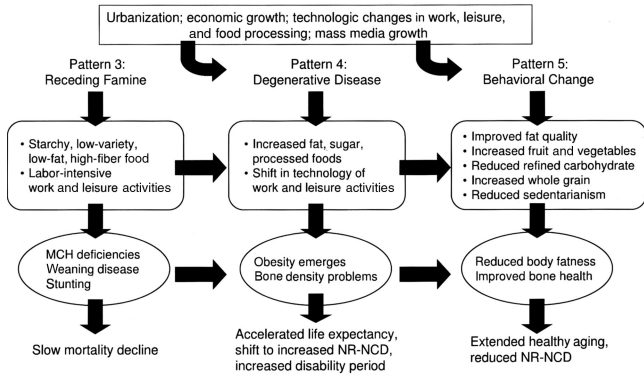 Urbanization; economic growth; technologic changes in work, leisure,
and food processing; mass media growth
Pattern 3:
Receding Famine
Pattern 4:
Degenerative Disease
Pattern 5:
Behavioral Change
• Starchy, low-variety,
low-fat, high-fiber food
• Labor-intensive
work and leisure activities
• Increased fat, sugar,
processed foods
• Shift in technology of
work and leisure activities
• Improved fat quality
• Increased fruit and vegetables
• Reduced refined carbohydrate
• Increased whole grain
• Reduced sedentarianism
MCH deficiencies
Weaning disease
Stunting
Obesity emerges
Bone density problems
Reduced body fatness
Improved bone health
Slow mortality decline
Accelerated life expectancy,
shift to increased NR-NCD,
increased disability period
Extended healthy aging,
reduced NR-NCD